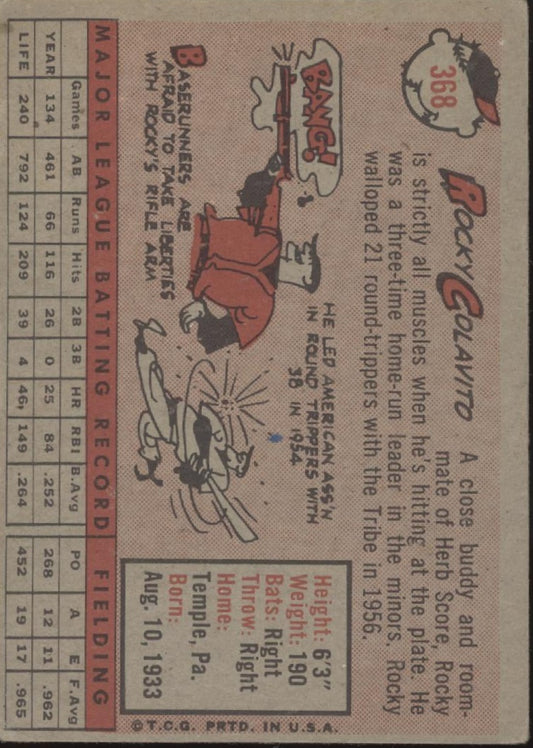 368
ROCKY COLAVITO A close buddy and room-
mate of Herb Score, Rocky
is strictly all muscles when he's hitting at the plate. He
was a three-time home-run leader in the minors. Rocky
walloped 21 round-trippers with the Tribe in 1956.
BANG!
BASERUNNERS ARE
AFRAID TO TAKE LIBERTIES
WITH ROCKY'S RIFLE ARM
HE LED AMERICAN ASS'N
IN ROUND TRIPPERS WITH
38 IN 1954
Height: 6'3"
Weight: 190
Bats: Right
Throw: Right
Home:
Temple, Pa.
Born:
Aug. 10, 1933
©T.C.G. PRTD. IN U.S.A.
MAJOR LEAGUE BATTING RECORD FIELDING
Games AB Runs Hits 2B 3B HR RBI B.Avg PO A E F.Avg
YEAR 134 461 66 116 26 0 25 84 .252 268 12 11 .962
LIFE 240 792 124 209 39 4 46 149 .264 452 19 17 .965